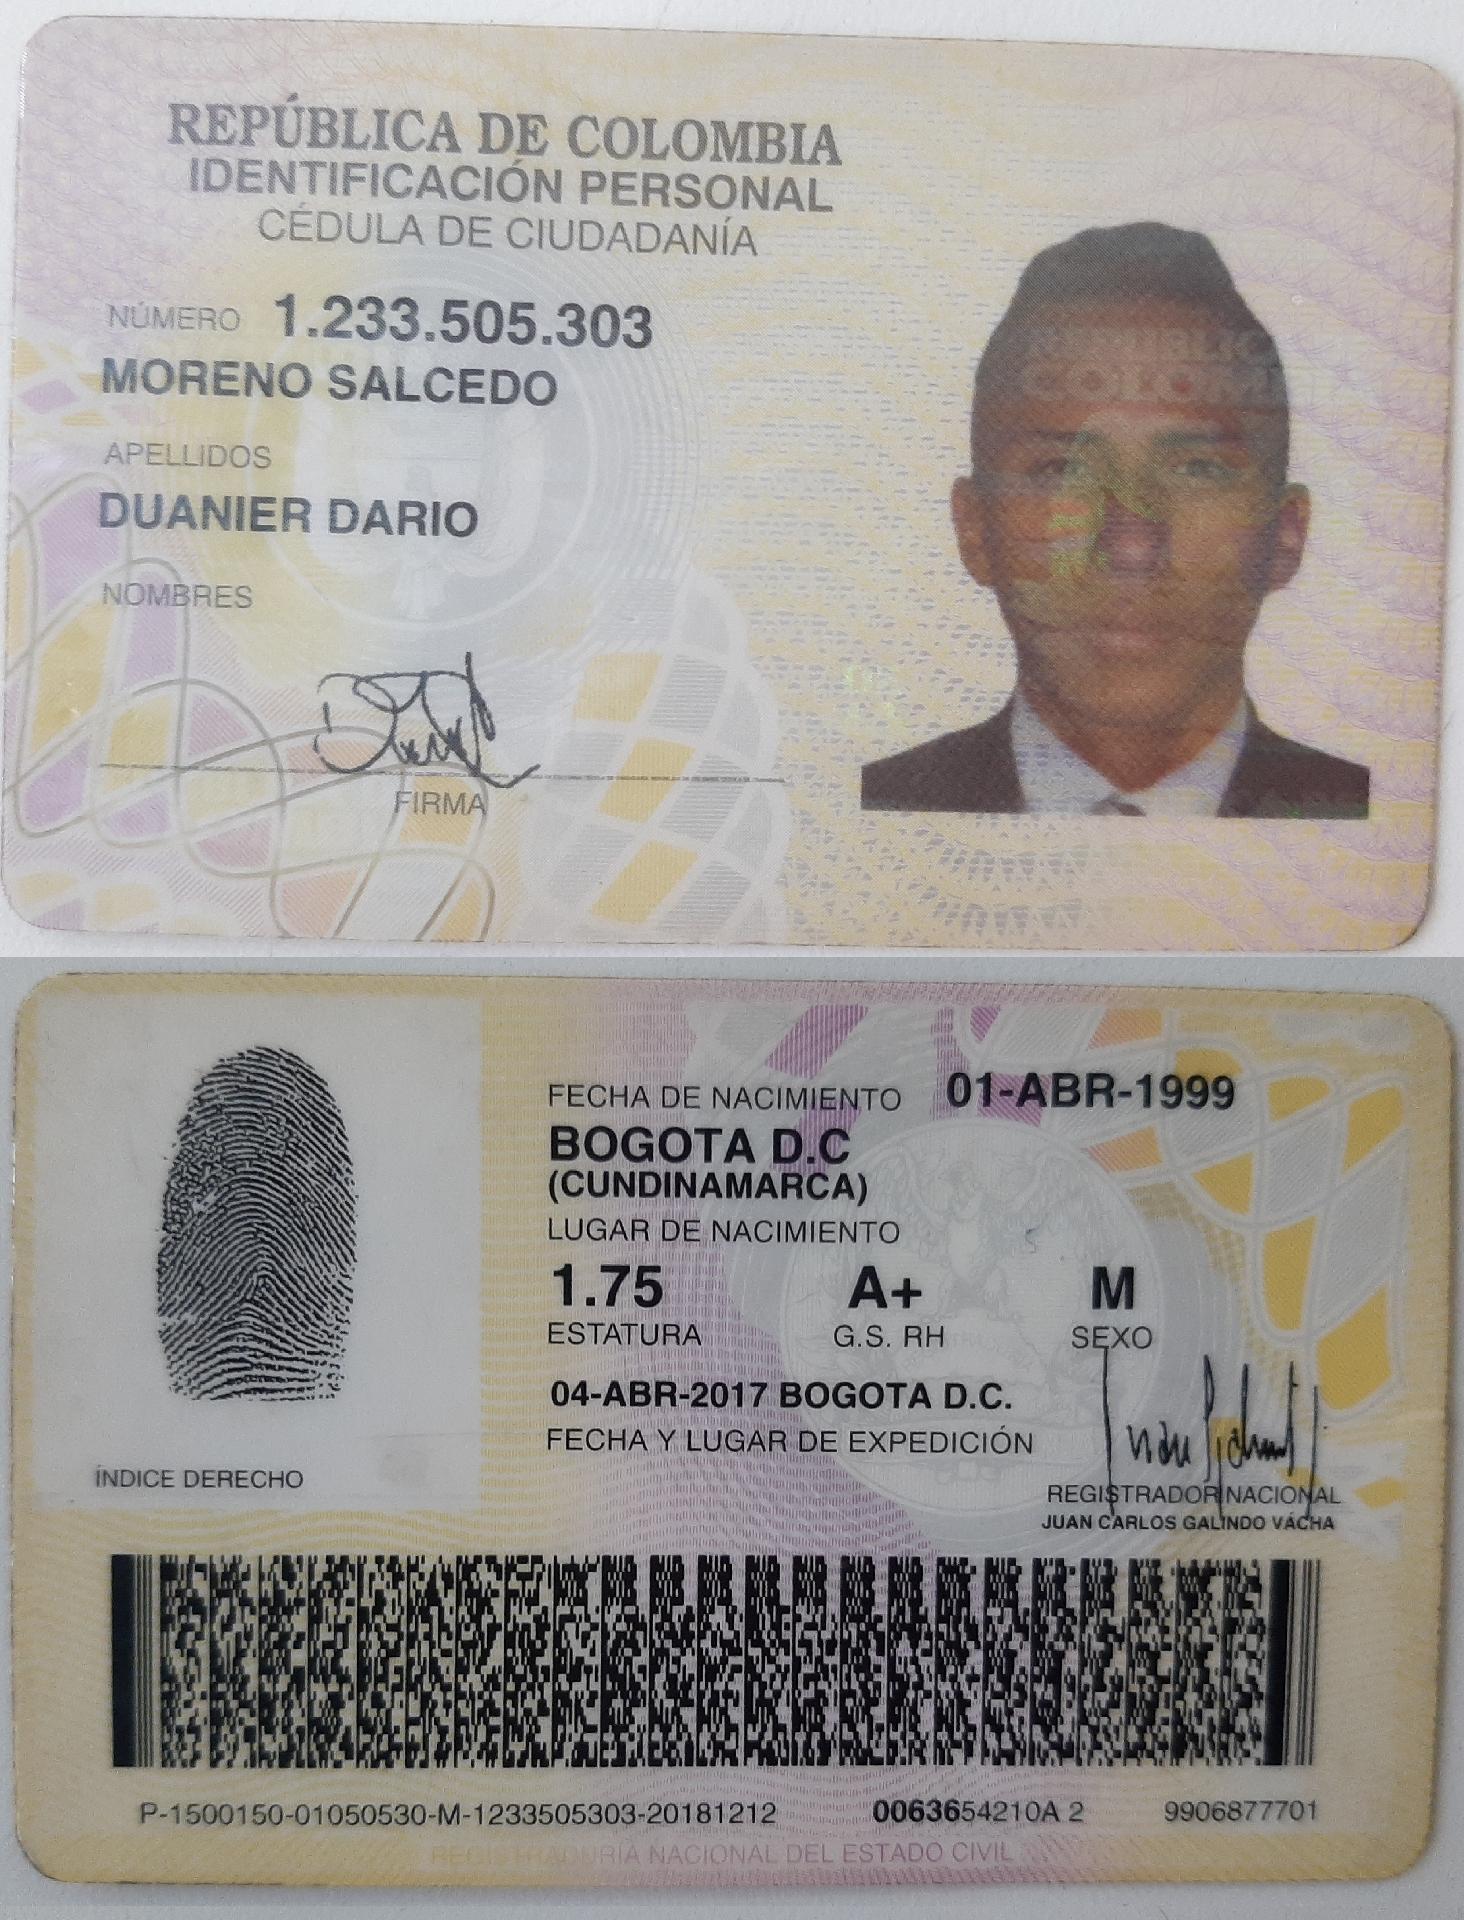 REPÚBLICA DE COLOMBIA
IDENTIFICACIÓN PERSONAL
CÉDULA DE CIUDADANÍA
NÚMERO 1.233.505.303
MORENO SALCEDO
APELLIDOS
DUANIER DARIO
NOMBRES
FIRMA
FECHA DE NACIMIENTO 01-ABR-1999
BOGOTA D.C
(CUNDINAMARCA)
LUGAR DE NACIMIENTO
1.75 A+ M
ESTATURA G.S. RH SEXO
04-ABR-2017 BOGOTA D.C.
FECHA Y LUGAR DE EXPEDICIÓN
ÍNDICE DERECHO
REGISTRADOR NACIONAL
JUAN CARLOS GALINDO VÁCHA
P-1500150-01050530-M-1233505303-20181212 0063654210A 2 9906877701
REGISTRADURIA NACIONAL DEL ESTADO CIVIL